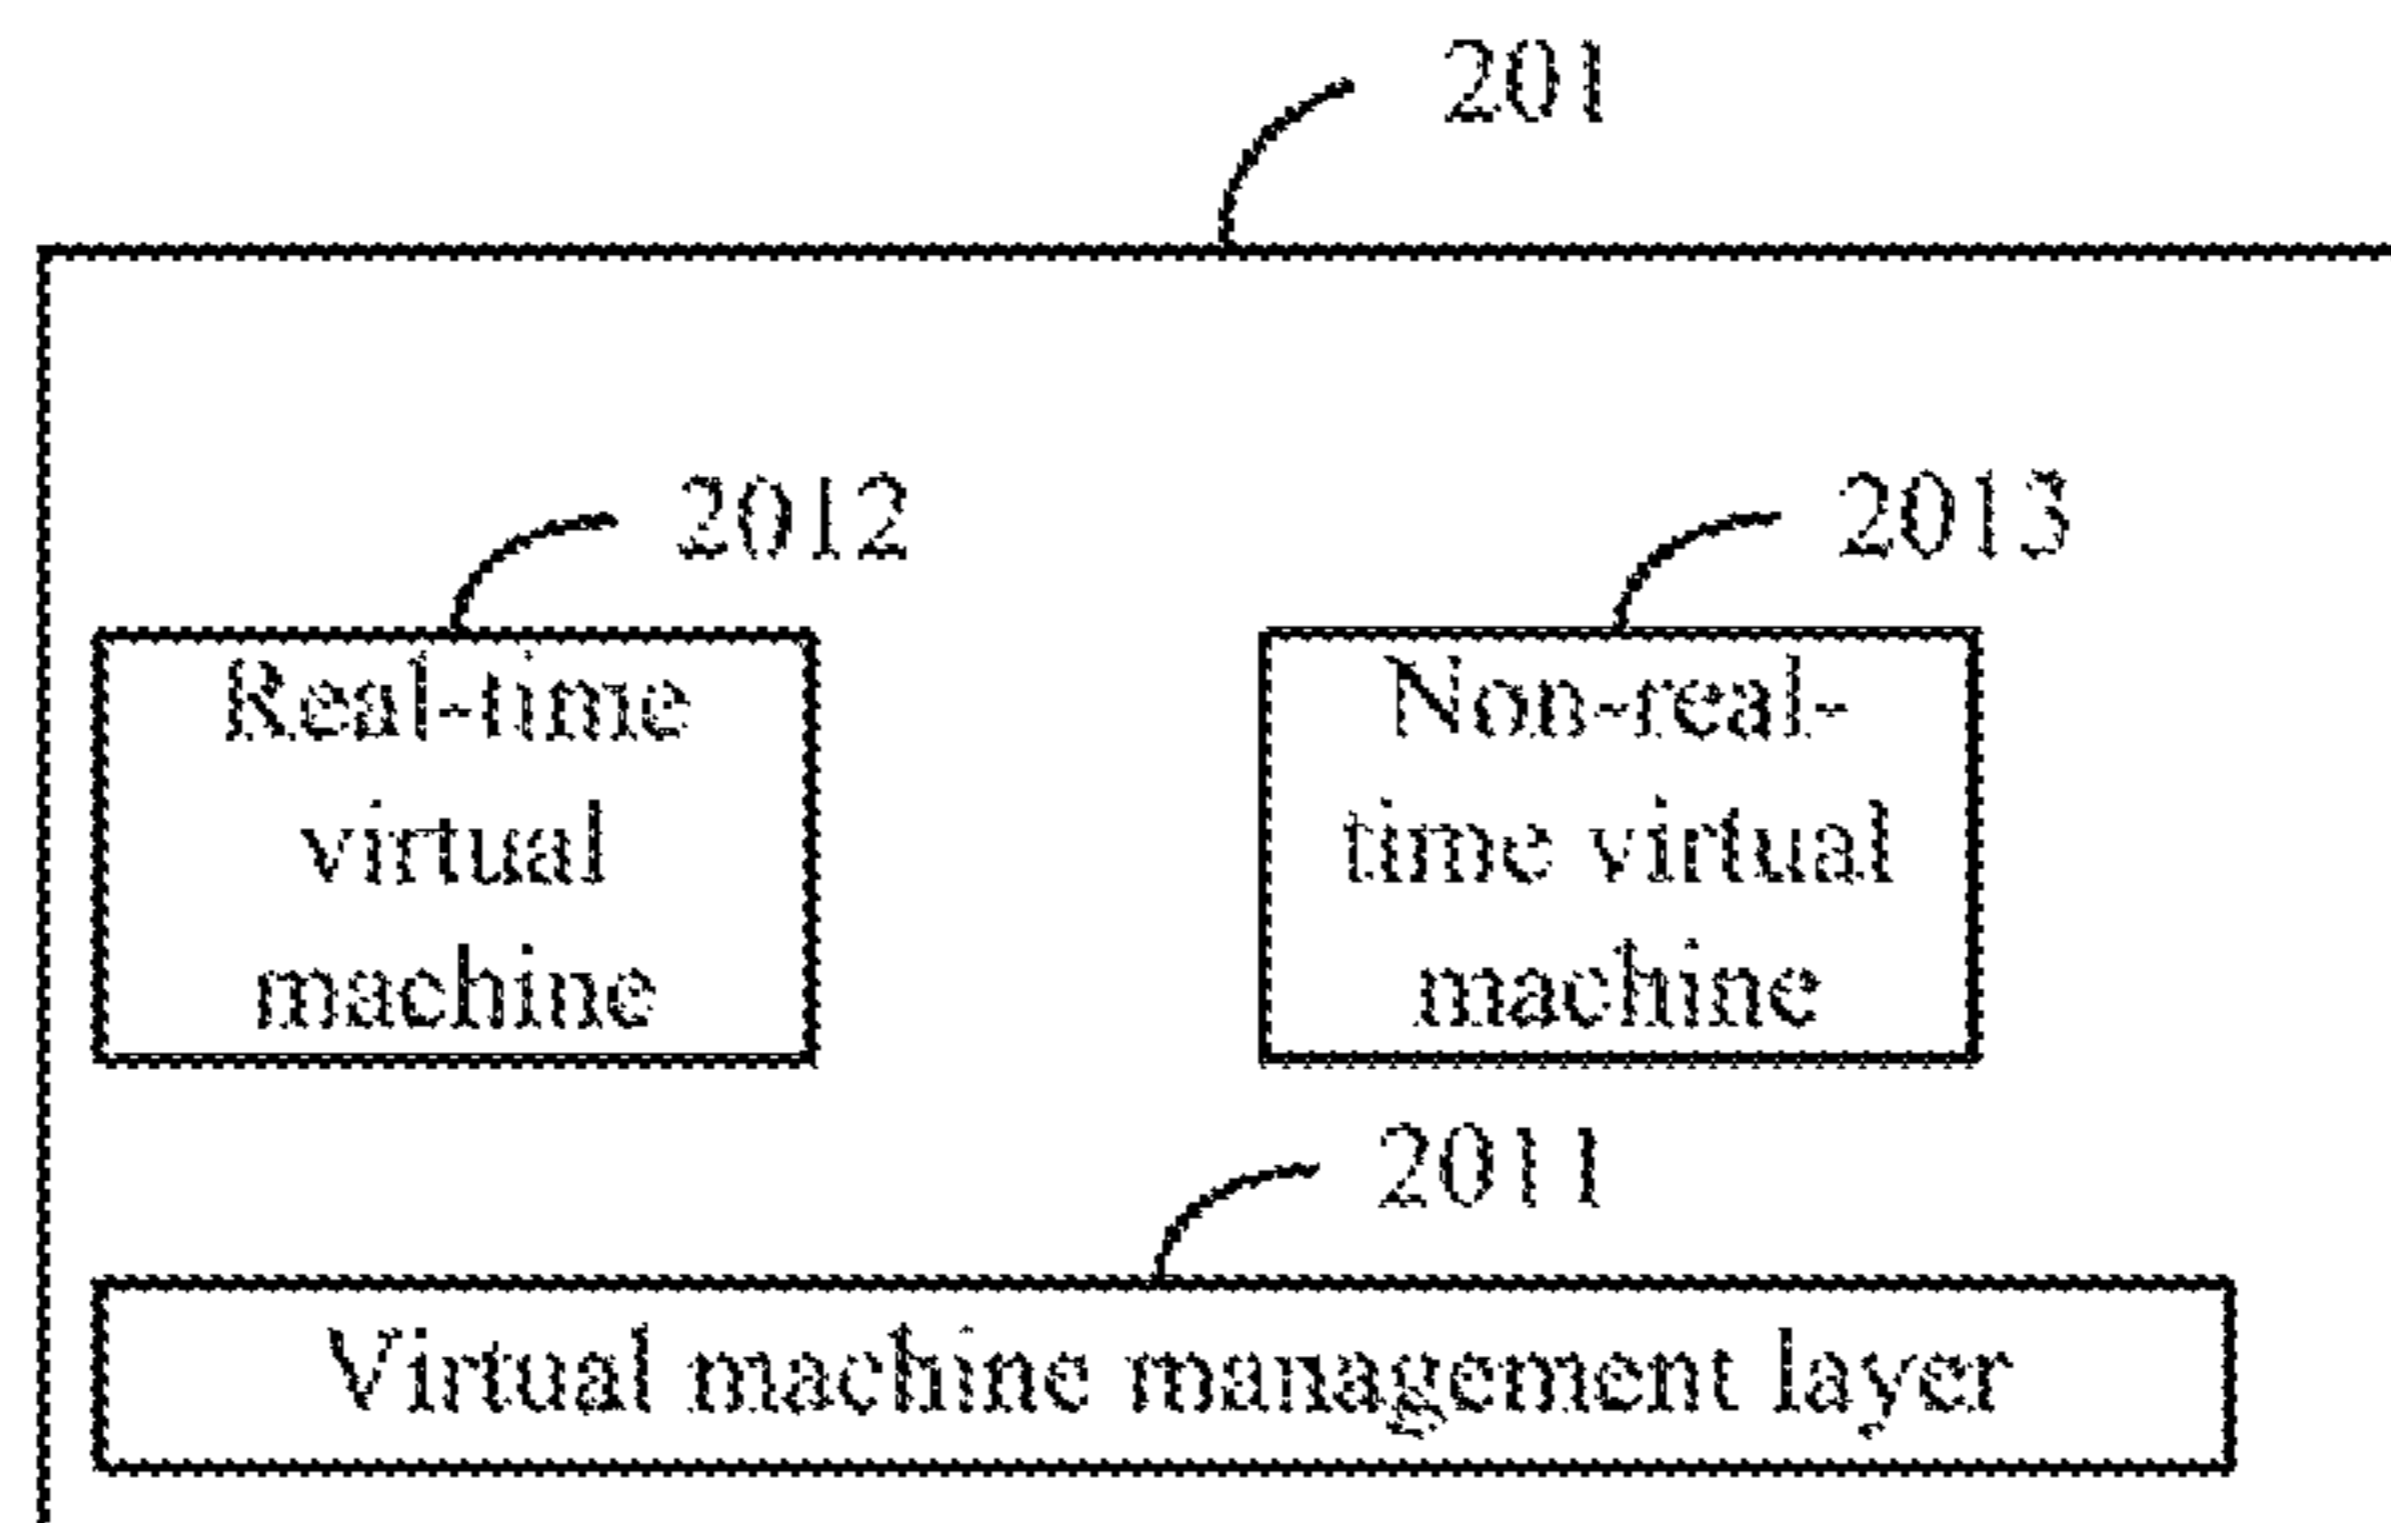 201
2012
2013
Real-time
virtual
machine
Non-real-
time virtual
machine
2011
Virtual machine management layer